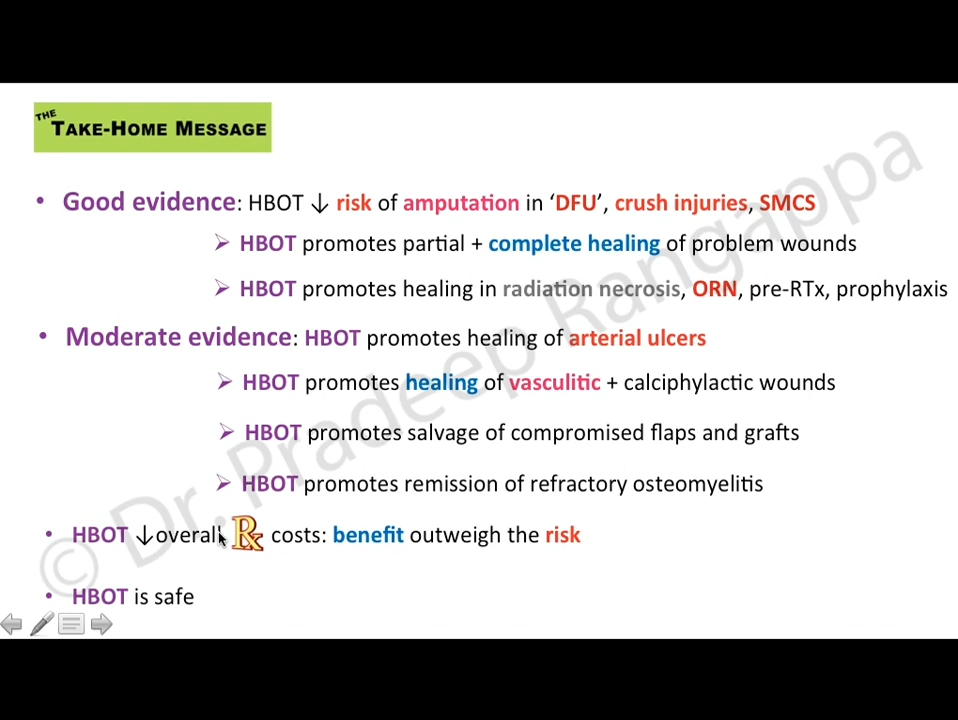 THE
TAKE-HOME MESSAGE
• Good evidence: HBOT ↓ risk of amputation in ‘DFU’, crush injuries, SMCS
➢ HBOT promotes partial + complete healing of problem wounds
➢ HBOT promotes healing in radiation necrosis, ORN, pre-RTx, prophylaxis
• Moderate evidence: HBOT promotes healing of arterial ulcers
➢ HBOT promotes healing of vasculitic + calciphylactic wounds
➢ HBOT promotes salvage of compromised flaps and grafts
➢ HBOT promotes remission of refractory osteomyelitis
• HBOT ↓overall Rx costs: benefit outweigh the risk
• HBOT is safe
© Dr. Pradeep Rangappa